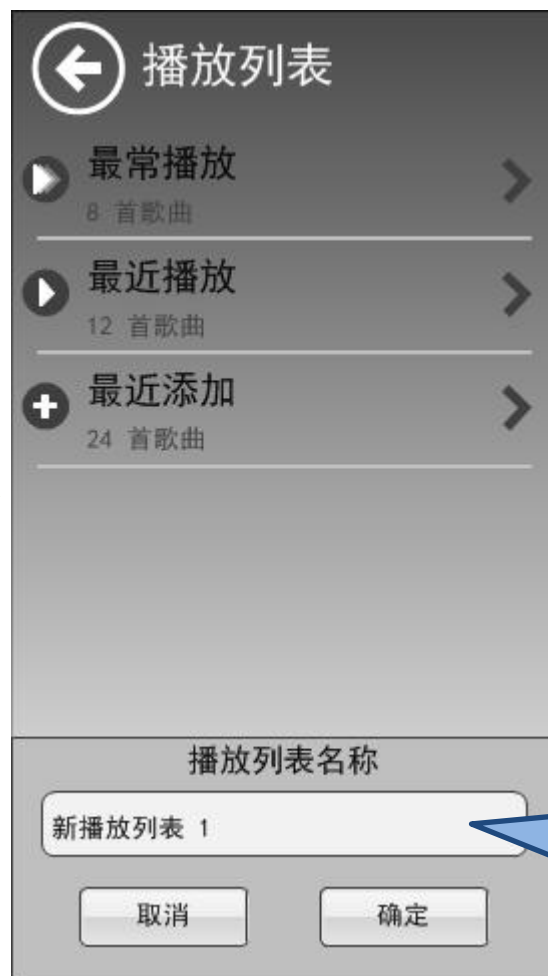 播放列表
最常播放
8 首歌曲
最近播放
12 首歌曲
最近添加
24 首歌曲
播放列表名称
新播放列表 1
取消
确定